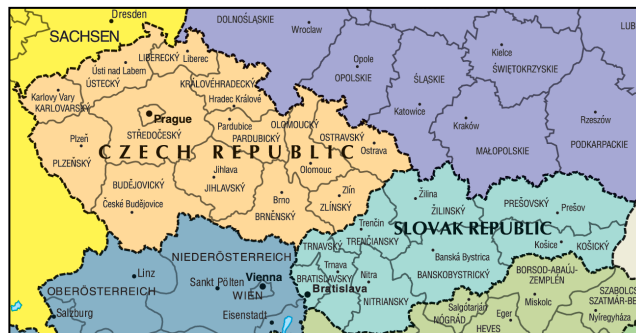 Dresden
SACHSEN
DOLNOŚLĄSKIE
Wroclaw
LUB
Kielce
ŚWIĘTOKRZYSKIE
Opole
OPOLSKIE
ŚLĄSKIE
Katowice
Kraków
MAŁOPOLSKIE
Rzeszów
PODKARPACKIE
LIBERECKÝ
Liberec
Ústi nad Labem
ÚSTECKÝ
Karlovy Vary
KARLOVARSKÝ
KRÁLOVÉHRADECKÝ
Hradec Králové
Prague
STŘEDOČESKÝ
Pardubice
PARDUBICKÝ
OLOMOUCKÝ
OSTRAVSKÝ
Ostrava
Plzeň
PLZEŇSKÝ
CZECH REPUBLIC
Olomouc
Jihlava
JIHLAVSKÝ
BUDĚJOVICKÝ
České Budějovice
Brno
BRNĚNSKÝ
Zlín
ZLÍNSKÝ
Žilina
ŽILINSKÝ
PREŠOVSKÝ
Prešov
Trenčín
TRENČIANSKY
SLOVAK REPUBLIC
Košice
KOŠICKÝ
Banská Bystrica
BANSKOBYSTRICKÝ
TRNAVSKÝ
Trnava
BRATISLAVSKÝ
Bratislava
Nitra
NITRIANSKY
NIEDERÖSTERREICH
Linz
OBERÖSTERREICH
Sankt Pölten
Vienna
WIEN
Salzburg
Eisenstadt
BORSOD-ABAÚJ-
ZEMPLÉN
Miskolc
Salgótarján
NÓGRÁD
Eger
HEVES
SZABOLCS
SZATMÁR-BE
Nyíregyháza